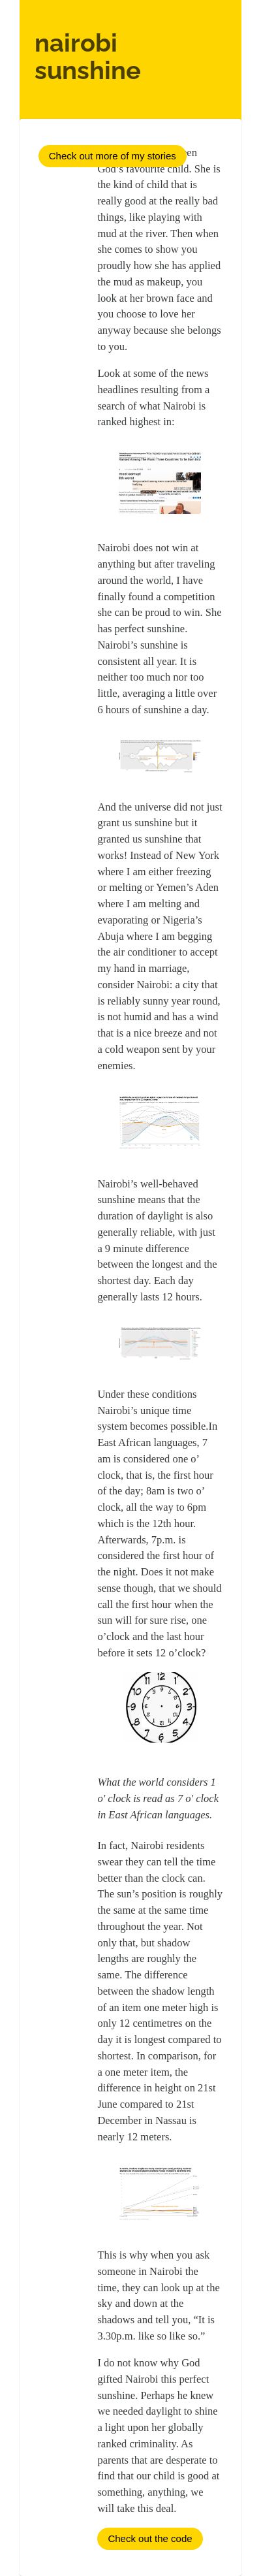 nairobi
sunshine
Check out more of my stories
God's favourite child. She is
the kind of child that is
really good at the really bad
things, like playing with
mud at the river. Then when
she comes to show you
proudly how she has applied
the mud as makeup, you
look at her brown face and
you choose to love her
anyway because she belongs
to you.
Look at some of the news
headlines resulting from a
search of what Nairobi is
ranked highest in:
Nairobi does not win at
anything but after traveling
around the world, I have
finally found a competition
she can be proud to win. She
has perfect sunshine.
Nairobi’s sunshine is
consistent all year. It is
neither too much nor too
little, averaging a little over
6 hours of sunshine a day.
And the universe did not just
grant us sunshine but it
granted us sunshine that
works! Instead of New York
where I am either freezing
or melting or Yemen’s Aden
where I am melting and
evaporating or Nigeria’s
Abuja where I am begging
the air conditioner to accept
my hand in marriage,
consider Nairobi: a city that
is reliably sunny year round,
is not humid and has a wind
that is a nice breeze and not
a cold weapon sent by your
enemies.
Nairobi’s well-behaved
sunshine means that the
duration of daylight is also
generally reliable, with just
a 9 minute difference
between the longest and the
shortest day. Each day
generally lasts 12 hours.
Under these conditions
Nairobi’s unique time
system becomes possible.In
East African languages, 7
am is considered one o’
clock, that is, the first hour
of the day; 8am is two o’
clock, all the way to 6pm
which is the 12th hour.
Afterwards, 7p.m. is
considered the first hour of
the night. Does it not make
sense though, that we should
call the first hour when the
sun will for sure rise, one
o’clock and the last hour
before it sets 12 o’clock?
What the world considers 1
o' clock is read as 7 o' clock
in East African languages.
In fact, Nairobi residents
swear they can tell the time
better than the clock can.
The sun’s position is roughly
the same at the same time
throughout the year. Not
only that, but shadow
lengths are roughly the
same. The difference
between the shadow length
of an item one meter high is
only 12 centimetres on the
day it is longest compared to
shortest. In comparison, for
a one meter item, the
difference in height on 21st
June compared to 21st
December in Nassau is
nearly 12 meters.
This is why when you ask
someone in Nairobi the
time, they can look up at the
sky and down at the
shadows and tell you, “It is
3.30p.m. like so like so.”
I do not know why God
gifted Nairobi this perfect
sunshine. Perhaps he knew
we needed daylight to shine
a light upon her globally
ranked criminality. As
parents that are desperate to
find that our child is good at
something, anything, we
will take this deal.
Check out the code